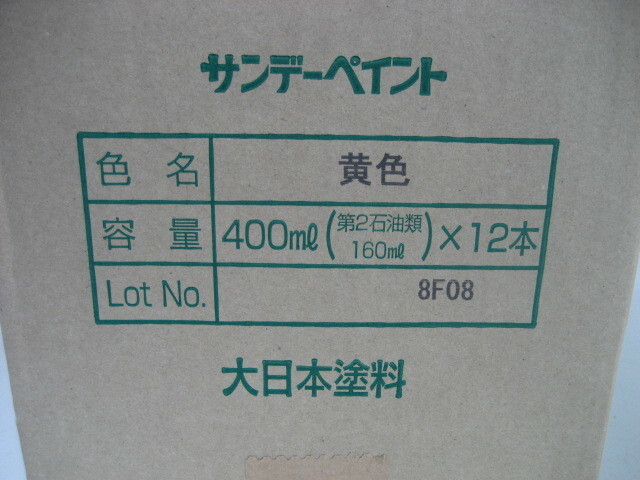 サンデーペイント
色名 黄色
容量 400ml(第2石油類 160ml)×12本
Lot No. 8F08
大日本塗料